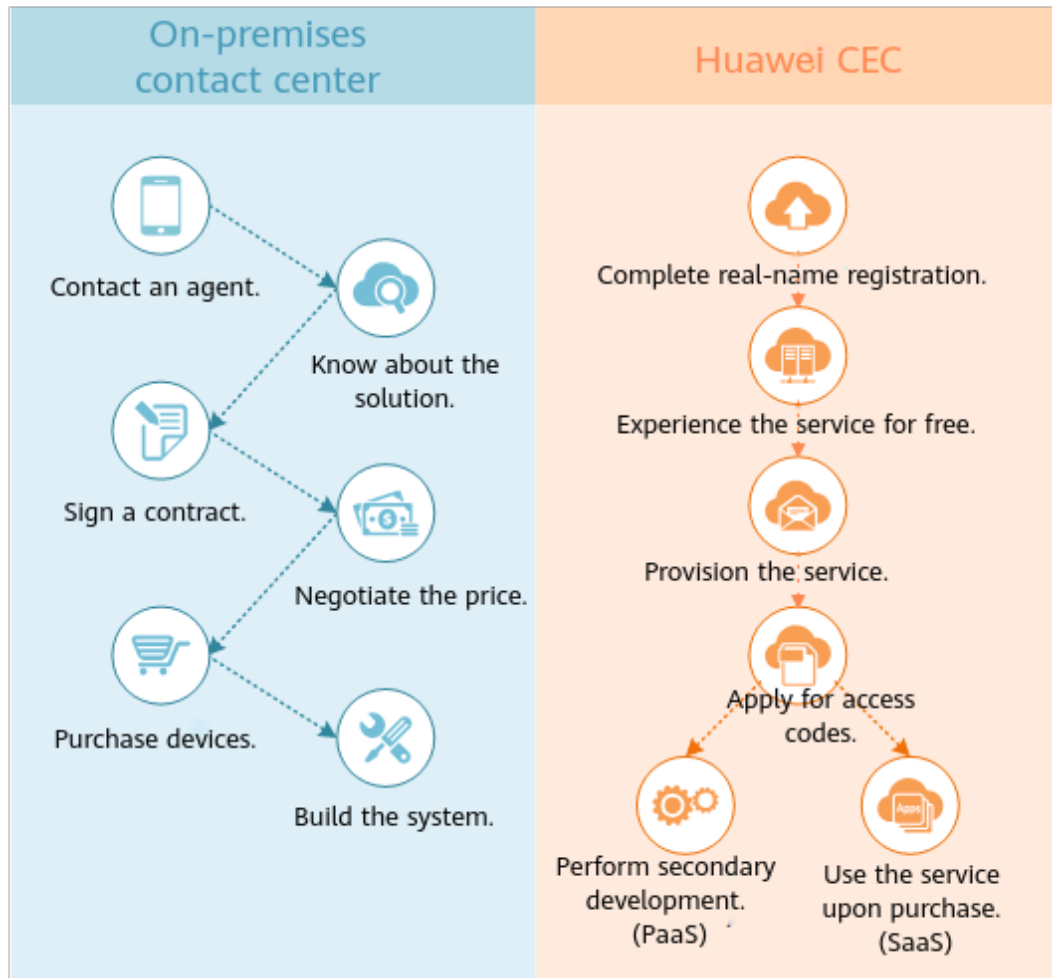 On-premises
contact center
Huawei CEC
Contact an agent.
Know about the
solution.
Sign a contract.
Negotiate the price.
Purchase devices.
Build the system.
Complete real-name registration.
Experience the service for free.
Provision the service.
Apply for access
codes.
Perform secondary
development.
(PaaS)
Apps
Use the service
upon purchase.
(SaaS)